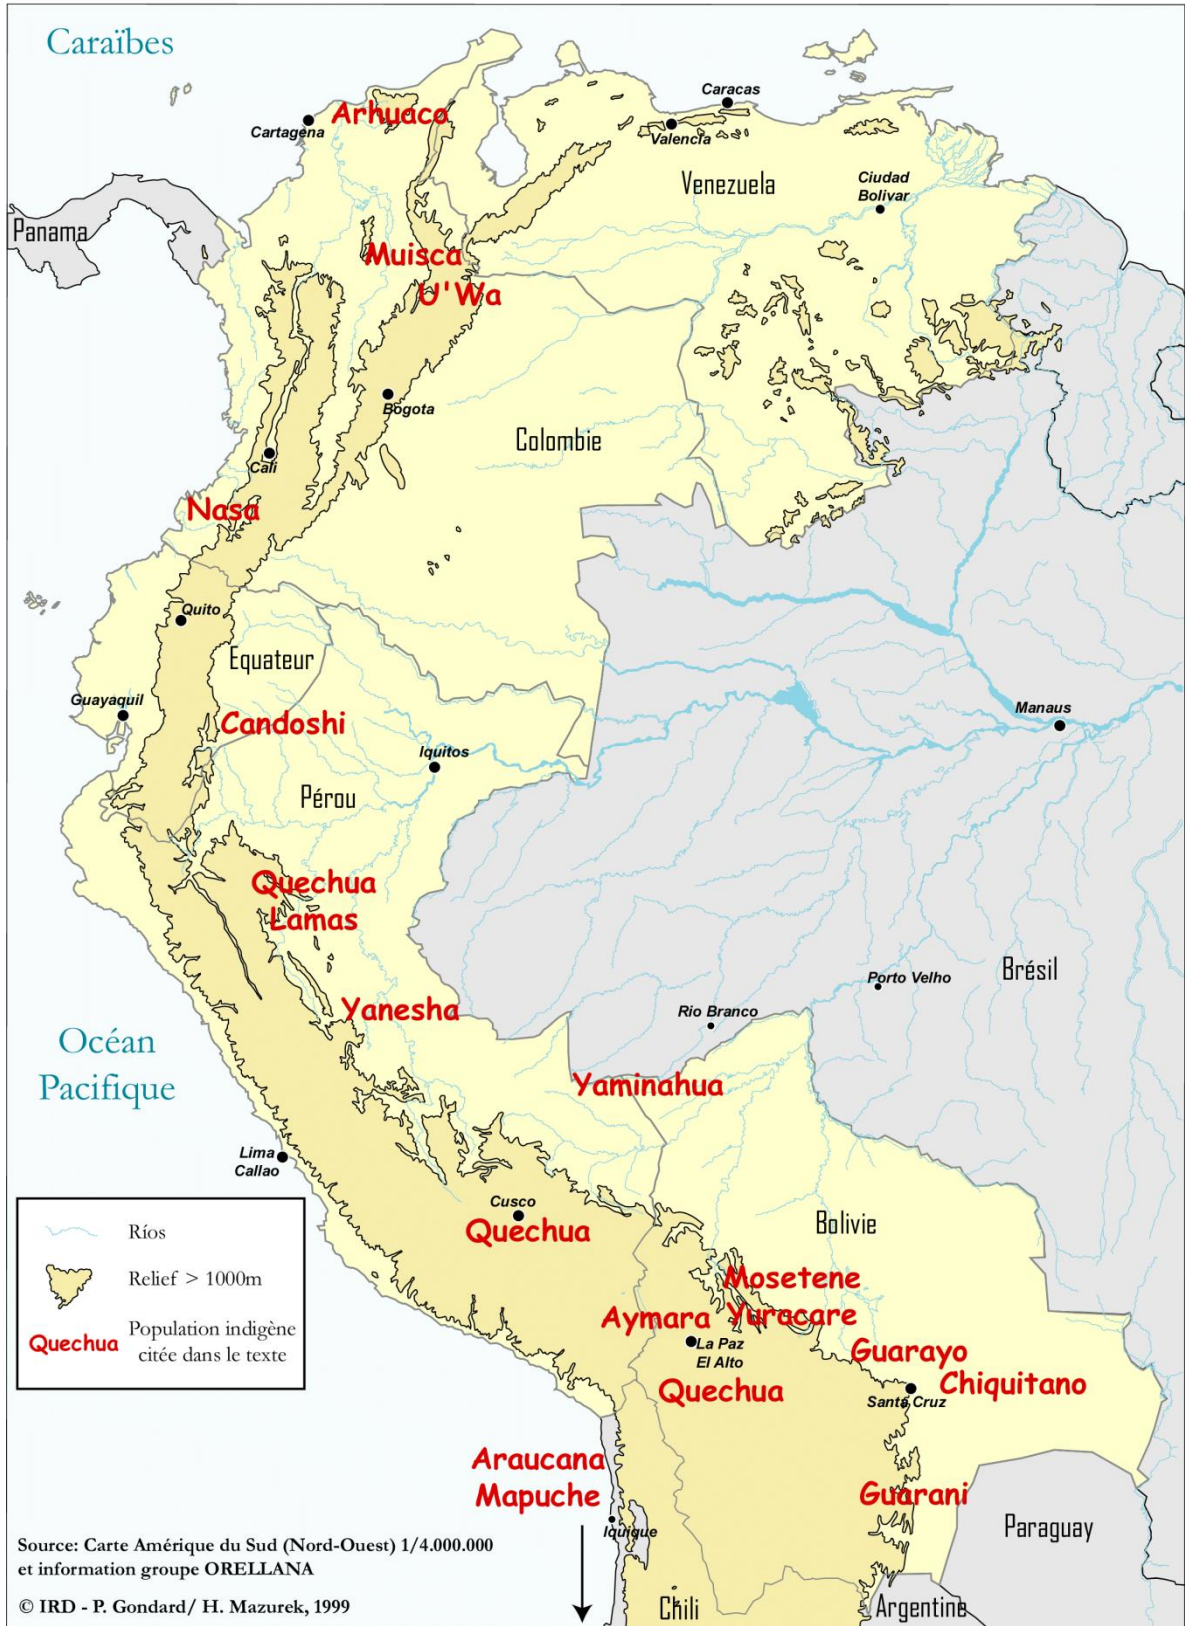 Caraïbes
Caracas
Arhuaco
Cartagena
Valencia
Venezuela
Ciudad
Bolivar
Panama
Muisca
U'Wa
Bogota
Colombie
Cali
Nasa
Quito
Equateur
Guayaquil
Candoshi
Manaus
Iquitos
Pérou
Quechua
Lamas
Porto Velho
Brésil
Yanesha
Rio Branco
Océan
Pacifique
Yaminahua
Lima
Callao
Cusco
Quechua
Bolivie
Mosetene
Yuracare
Aymara
La Paz
El Alto
Guarayo
Quechua
Chiquitano
Santa Cruz
Araucana
Mapuche
Guarani
Iquique
Paraguay
Chili
Argentine
Ríos
Relief > 1000m
Quechua
Population indigène
citée dans le texte
Source: Carte Amérique du Sud (Nord-Ouest) 1/4.000.000
et information groupe ORELLANA
© IRD - P. Gondard/ H. Mazurek, 1999